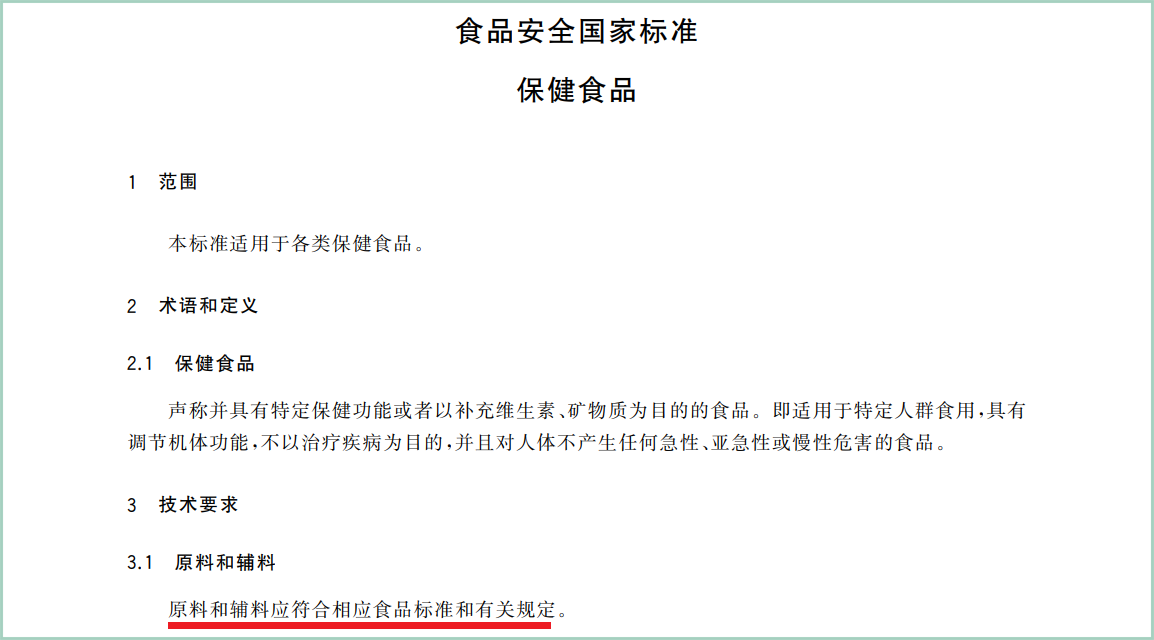 食品安全国家标准
保健食品
1 范围
本标准适用于各类保健食品。
2 术语和定义
2.1 保健食品
声称并具有特定保健功能或者以补充维生素、矿物质为目的的食品。即适用于特定人群食用,具有
调节机体功能,不以治疗疾病为目的,并且对人体不产生任何急性、亚急性或慢性危害的食品。
3 技术要求
3.1 原料和辅料
原料和辅料应符合相应食品标准和有关规定。